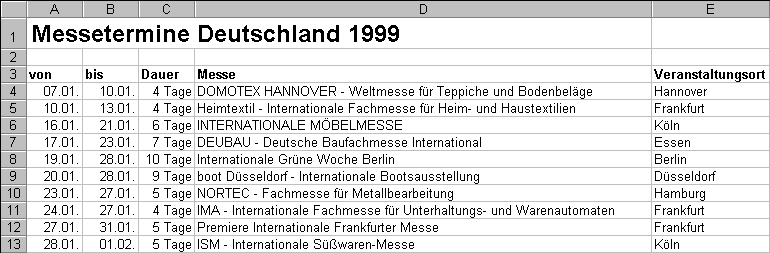 A B C D E
1 Messetermine Deutschland 1999
2
3 von bis Dauer Messe Veranstaltungsort
4 07.01. 10.01. 4 Tage DOMOTEX HANNOVER - Weltmesse für Teppiche und Bodenbeläge Hannover
5 10.01. 13.01. 4 Tage Heimtextil - Internationale Fachmesse für Heim- und Haustextilien Frankfurt
6 16.01. 21.01. 6 Tage INTERNATIONALE MÖBELMESSE Köln
7 17.01. 23.01. 7 Tage DEUBAU - Deutsche Baufachmesse International Essen
8 19.01. 28.01. 10 Tage Internationale Grüne Woche Berlin Berlin
9 20.01. 28.01. 9 Tage boot Düsseldorf - Internationale Bootsausstellung Düsseldorf
10 23.01. 27.01. 5 Tage NORTEC - Fachmesse für Metallbearbeitung Hamburg
11 24.01. 27.01. 4 Tage IMA - Internationale Fachmesse für Unterhaltungs- und Warenautomaten Frankfurt
12 27.01. 31.01. 5 Tage Premiere Internationale Frankfurter Messe Frankfurt
13 28.01. 01.02. 5 Tage ISM - Internationale Süßwaren-Messe Köln